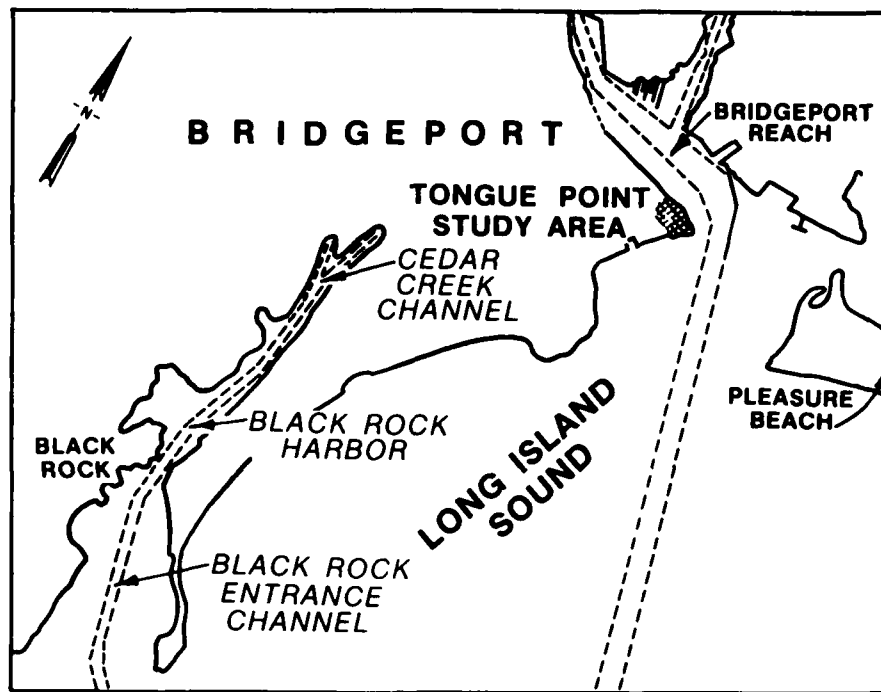 N
BRIDGEPORT
BRIDGEPORT
REACH
TONGUE POINT
STUDY AREA
CEDAR
CREEK
CHANNEL
PLEASURE
BEACH
BLACK
ROCK
BLACK ROCK
HARBOR
LONG ISLAND
SOUND
BLACK ROCK
ENTRANCE
CHANNEL